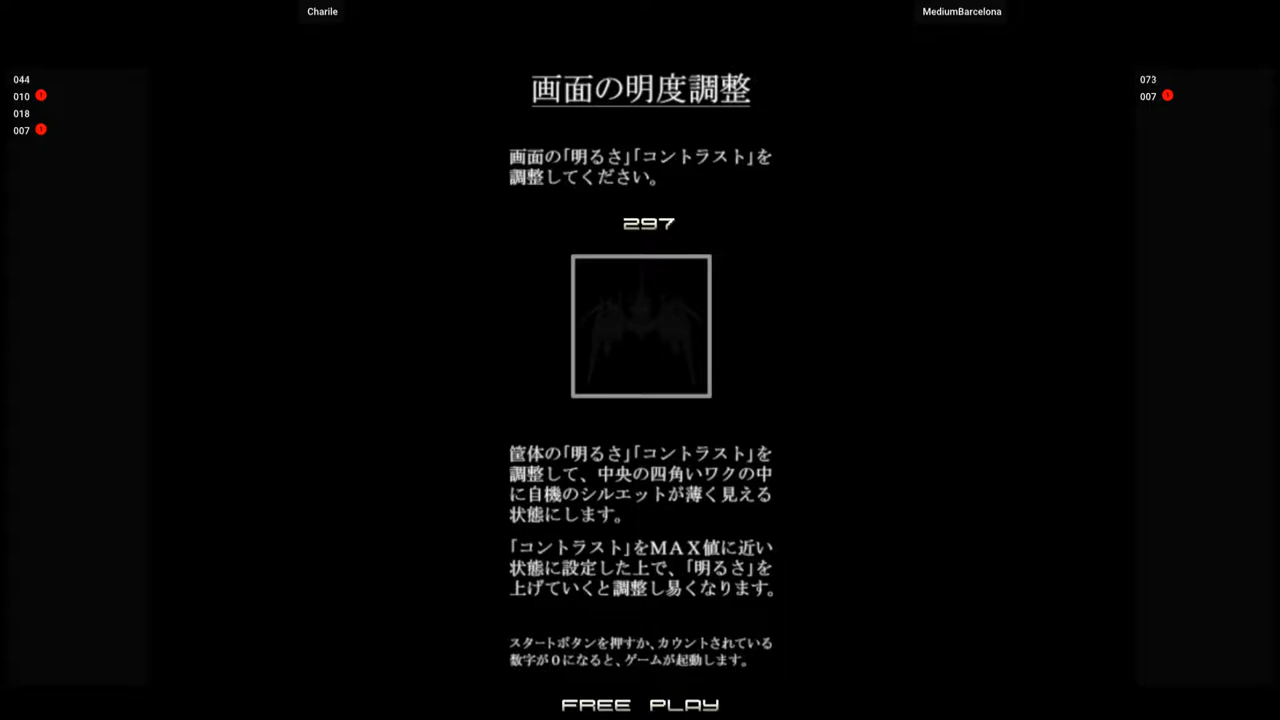 Charile
MediumBarcelona
044
010
018
007
073
007
画面の明度調整
画面の｢明るさ｣｢コントラスト｣を
調整してください。
297
筐体の｢明るさ｣｢コントラスト｣を
調整して、中央の四角いワクの中
に自機のシルエットが薄く見える
状態にします。
｢コントラスト｣をMAX値に近い
状態に設定した上で、｢明るさ｣を
上げていくと調整し易くなります。
スタートボタンを押すか、カウントされている
数字が０になると、ゲームが起動します。
FREE PLAY